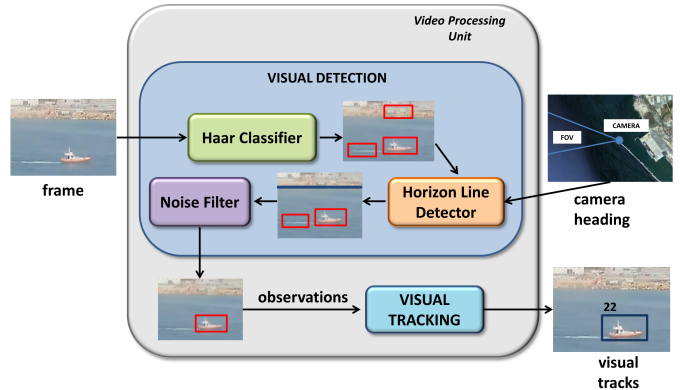 Video Processing
Unit
VISUAL DETECTION
Haar Classifier
CAMERA
FOV
frame
Noise Filter
Horizon Line
Detector
camera
heading
observations
VISUAL
TRACKING
22
visual
tracks